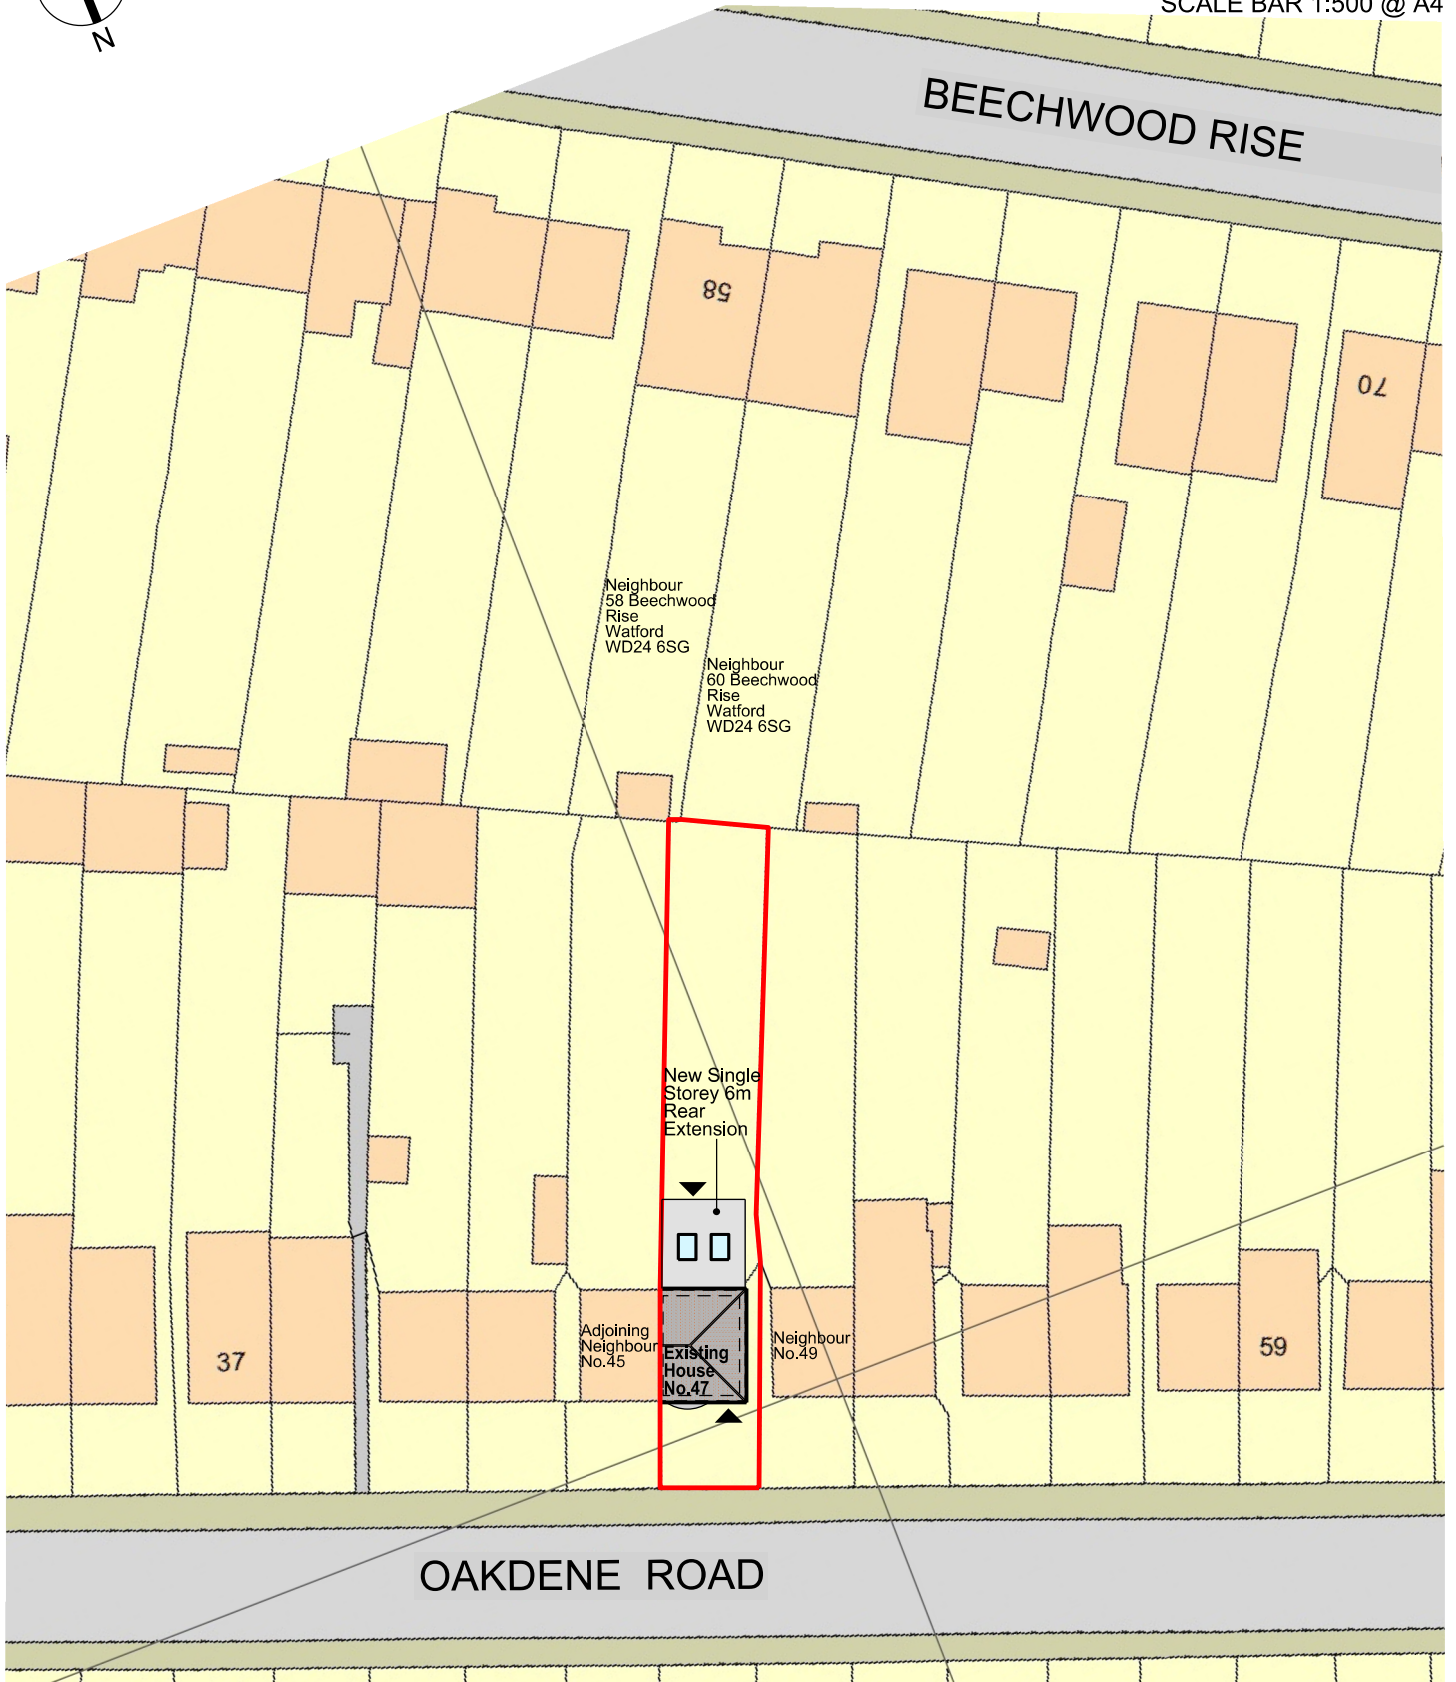 N
SCALE BAR 1:500 @ A4
BEECHWOOD RISE
58
70
Neighbour
58 Beechwood
Rise
Watford
WD24 6SG
Neighbour
60 Beechwood
Rise
Watford
WD24 6SG
New Single
Storey 6m
Rear
Extension
37
Adjoining
Neighbour
No.45
Existing
House
No.47
Neighbour
No.49
59
OAKDENE ROAD